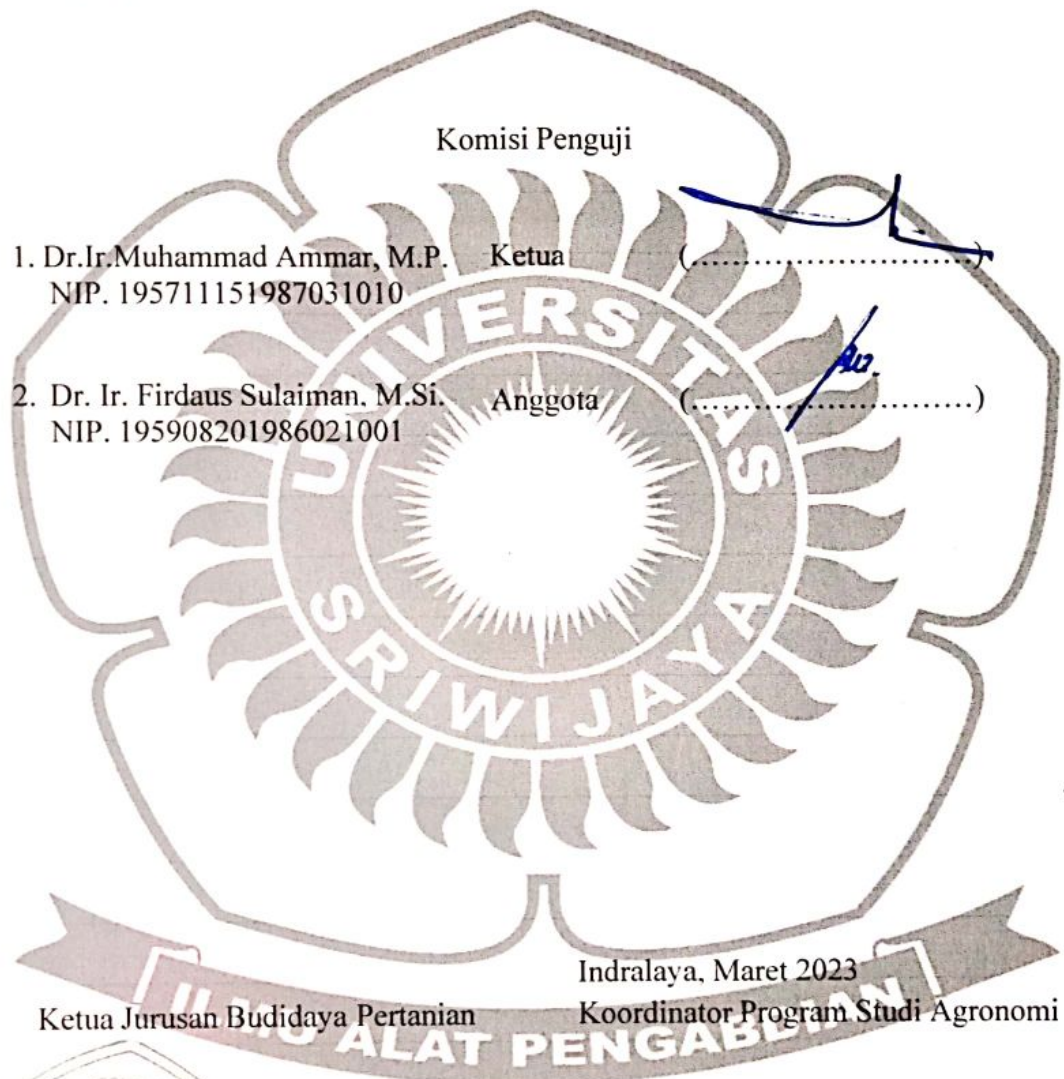 Komisi Penguji
1. Dr.Ir.Muhammad Ammar, M.P. Ketua (..............................)
NIP. 195711151987031010
2. Dr. Ir. Firdaus Sulaiman. M.Si. Anggota (..............................)
NIP. 195908201986021001
UNIVERSITAS
SRIWIJAYA
Indralaya, Maret 2023
Ketua Jurusan Budidaya Pertanian Koordinator Program Studi Agronomi
ILMU ALAT PENGABDIAN